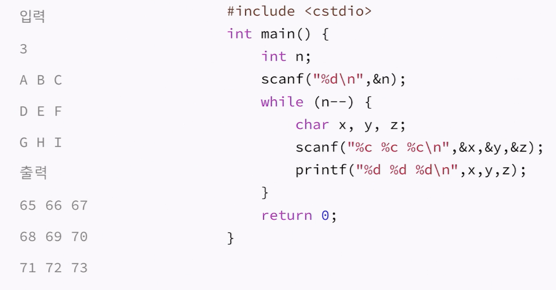 입력
3
A B C
D E F
G H I
출력
65 66 67
68 69 70
71 72 73
#include <cstdio>
int main() {
    int n;
    scanf("%d\n",&n);
    while (n--) {
        char x, y, z;
        scanf("%c %c %c\n",&x,&y,&z);
        printf("%d %d %d\n",x,y,z);
    }
    return 0;
}